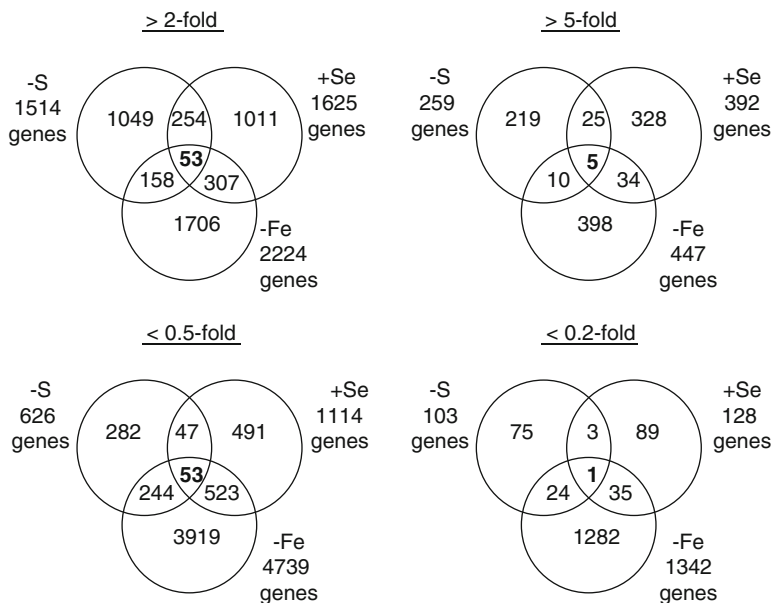 > 2-fold
-S
1514
genes
+Se
1625
genes
1049
254
1011
53
158
307
1706
-Fe
2224
genes
> 5-fold
-S
259
genes
+Se
392
genes
219
25
328
5
10
34
398
-Fe
447
genes
< 0.5-fold
-S
626
genes
+Se
1114
genes
282
47
491
53
244
523
3919
-Fe
4739
genes
< 0.2-fold
-S
103
genes
+Se
128
genes
75
3
89
1
24
35
1282
-Fe
1342
genes